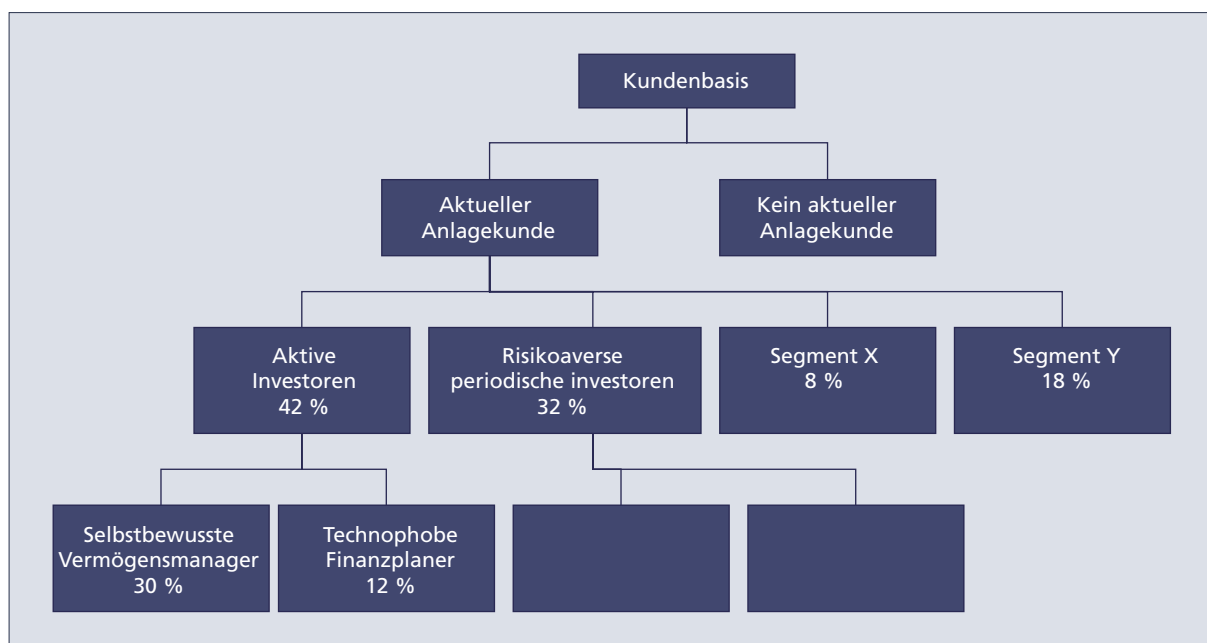 Kundenbasis
Aktueller
Anlagekunde
Kein aktueller
Anlagekunde
Aktive
Investoren
42 %
Risikoaverse
periodische investoren
32 %
Segment X
8 %
Segment Y
18 %
Selbstbewusste
Vermögensmanager
30 %
Technophobe
Finanzplaner
12 %